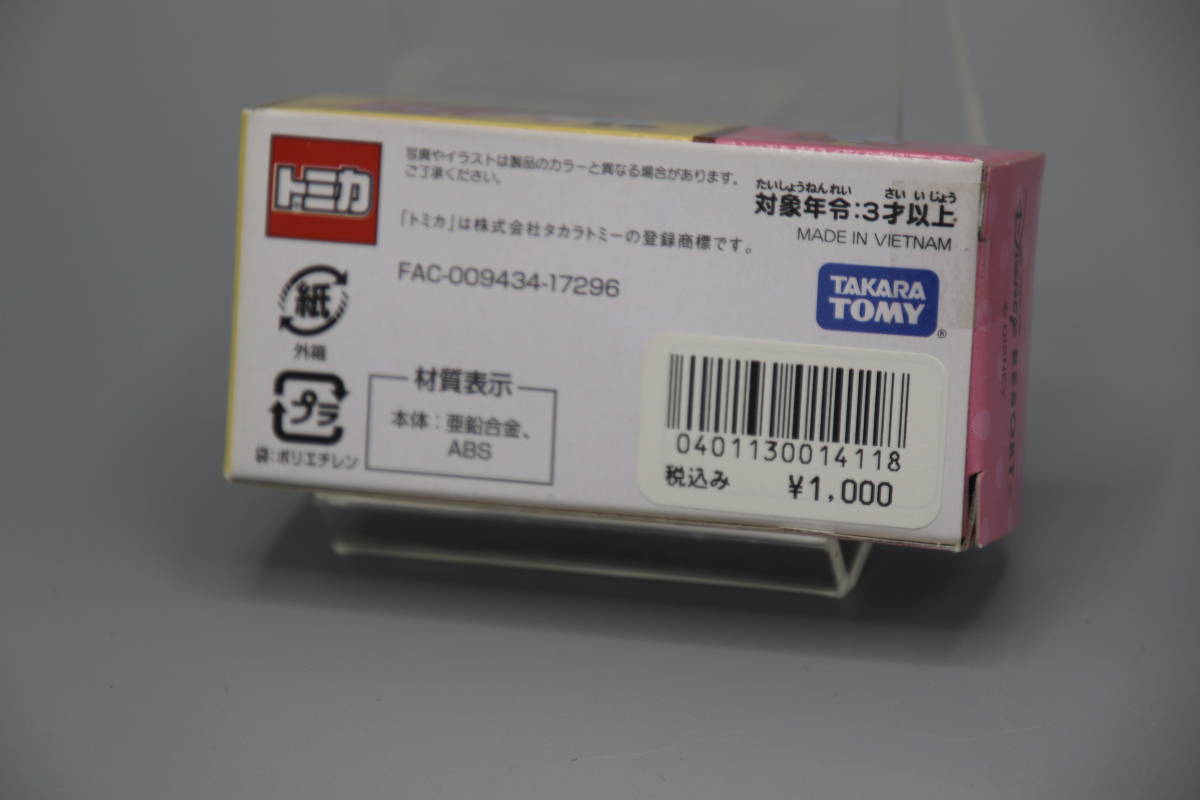 トミカ
写真やイラストは製品のカラーと異なる場合があります。
ご了承ください。
「トミカ」は株式会社タカラトミーの登録商標です。
FAC-009434-17296
たいしょうねんれい さい いじょう
対象年令:3才以上
MADE IN VIETNAM
TAKARA
TOMY
®
紙
外箱
プラ
袋:ポリエチレン
材質表示
本体:亜鉛合金、
ABS
0401130014118
税込み ¥1,000
Disney RESORT
© DISNEY